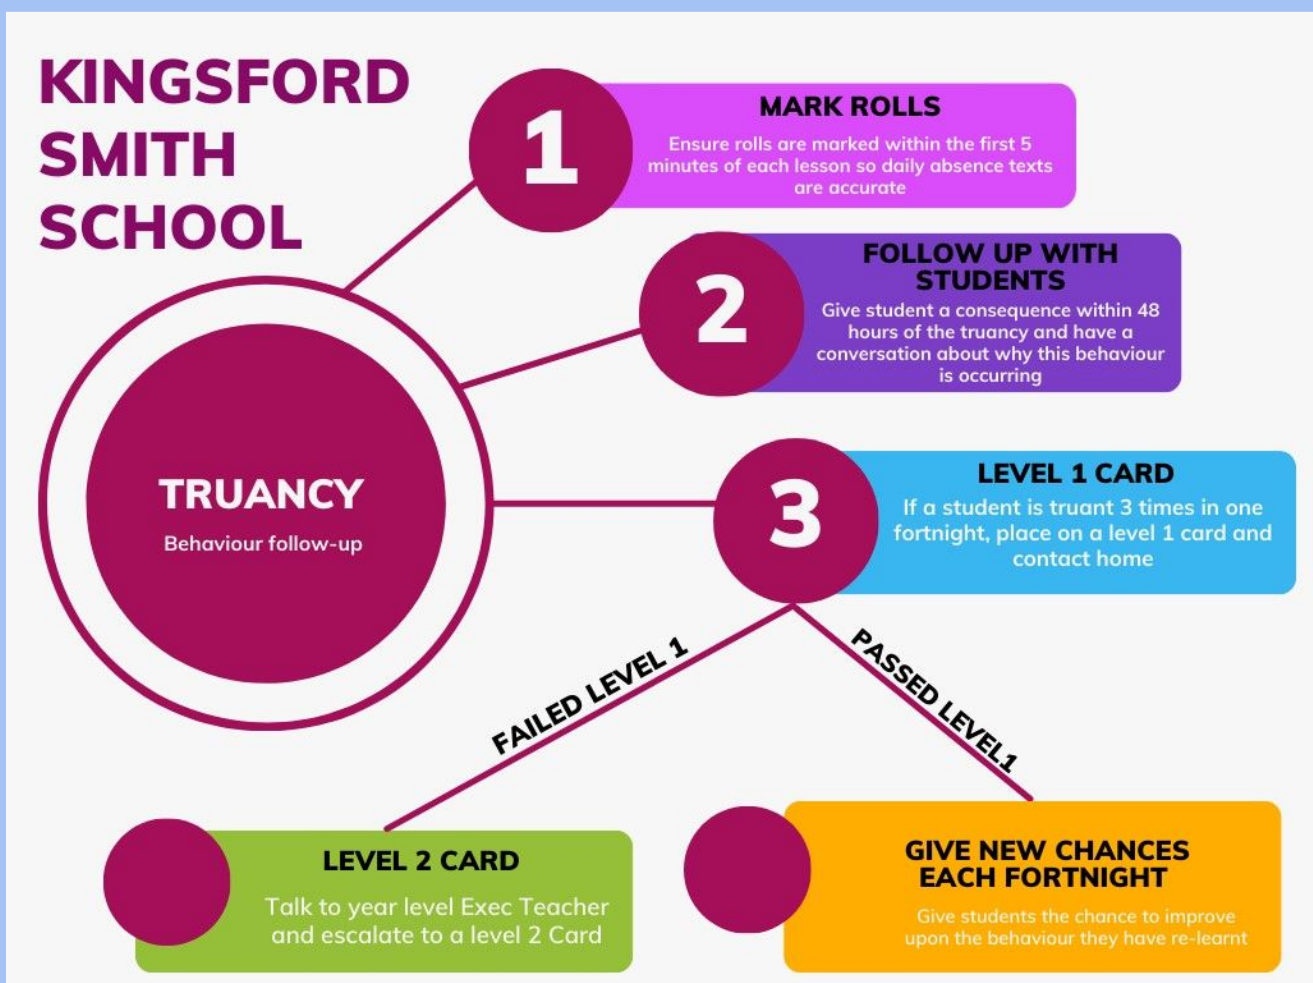 KINGSFORD
SMITH
SCHOOL
1
MARK ROLLS
Ensure rolls are marked within the first 5
minutes of each lesson so daily absence texts
are accurate
2
FOLLOW UP WITH
STUDENTS
Give student a consequence within 48
hours of the truancy and have a
conversation about why this behaviour
is occurring
TRUANCY
Behaviour follow-up
3
LEVEL 1 CARD
If a student is truant 3 times in one
fortnight, place on a level 1 card and
contact home
FAILED LEVEL 1
PASSED LEVEL1
LEVEL 2 CARD
Talk to year level Exec Teacher
and escalate to a level 2 Card
GIVE NEW CHANCES
EACH FORTNIGHT
Give students the chance to improve
upon the behaviour they have re-learnt